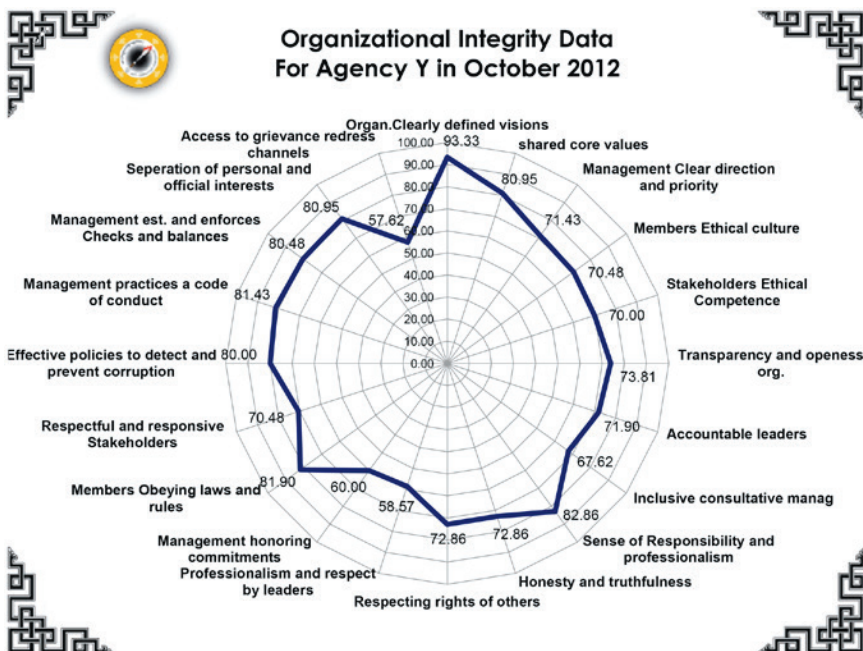 Organizational Integrity Data
For Agency Y in October 2012
Organ.Clearly defined visions
93.33
shared core values
80.95
Management Clear direction
and priority
71.43
Members Ethical culture
70.48
Stakeholders Ethical
Competence
70.00
Transparency and openess
org.
73.81
Accountable leaders
71.90
Inclusive consultative manag
67.62
Sense of Responsibility and
professionalism
82.86
Honesty and truthfulness
72.86
Respecting rights of others
72.86
Professionalism and respect
by leaders
58.57
Management honoring
commitments
60.00
Members Obeying laws and
rules
81.90
Respectful and responsive
Stakeholders
70.48
Effective policies to detect and
prevent corruption
80.00
Management practices a code
of conduct
81.43
Management est. and enforces
Checks and balances
80.48
Seperation of personal and
official interests
80.95
Access to grievance redress
channels
57.62
100.00
90.00
80.00
70.00
60.00
50.00
40.00
30.00
20.00
10.00
0.00